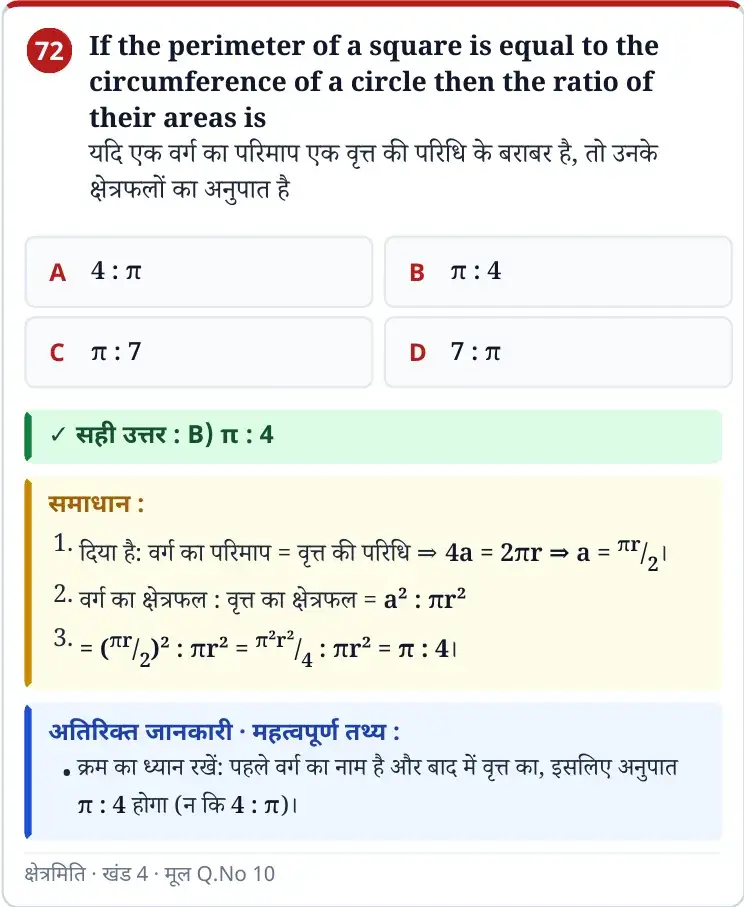 72 If the perimeter of a square is equal to the
circumference of a circle then the ratio of
their areas is
यदि एक वर्ग का परिमाप एक वृत्त की परिधि के बराबर है, तो उनके
क्षेत्रफलों का अनुपात है
A 4 : π
B π : 4
C π : 7
D 7 : π
✓ सही उत्तर : B) π : 4
समाधान :
1. दिया है: वर्ग का परिमाप = वृत्त की परिधि ⇒ 4a = 2πr ⇒ a = πr/2।
2. वर्ग का क्षेत्रफल : वृत्त का क्षेत्रफल = a² : πr²
3. = (πr/2)² : πr² = π²r²/4 : πr² = π : 4।
अतिरिक्त जानकारी · महत्वपूर्ण तथ्य :
• क्रम का ध्यान रखें: पहले वर्ग का नाम है और बाद में वृत्त का, इसलिए अनुपात
π : 4 होगा (न कि 4 : π)।
क्षेत्रमिति · खंड 4 · मूल Q.No 10